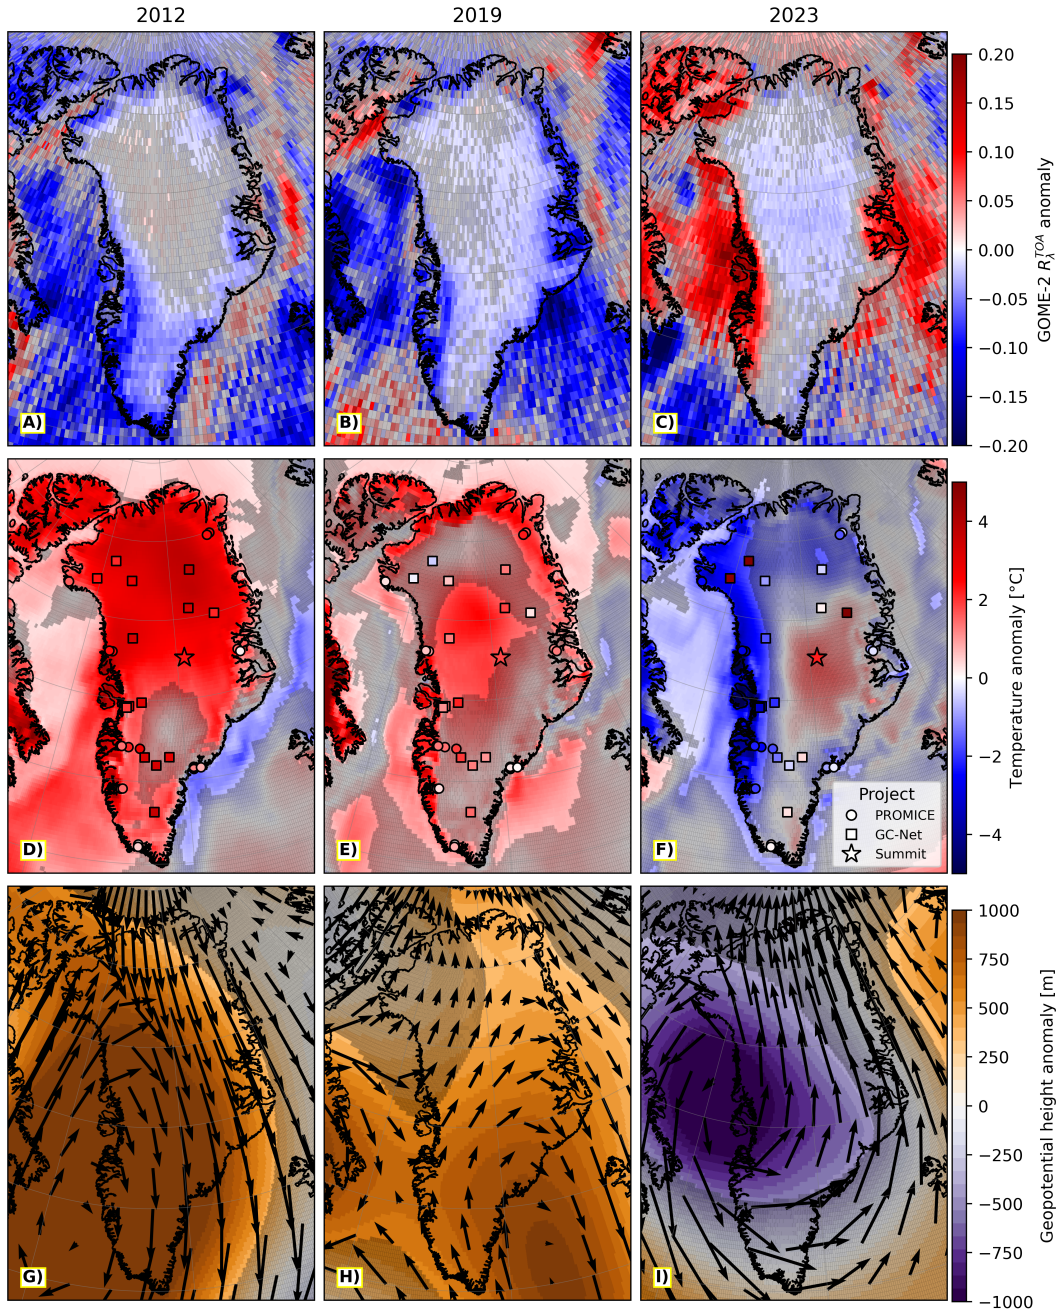 2012
2019
2023
A)
B)
C)
0.20
0.15
0.10
0.05
0.00
−0.05
−0.10
−0.15
−0.20
GOME-2 R_λ^TOA anomaly
D)
E)
F)
Project
PROMICE
GC-Net
Summit
4
2
0
−2
−4
Temperature anomaly [°C]
G)
H)
I)
1000
750
500
250
0
−250
−500
−750
−1000
Geopotential height anomaly [m]